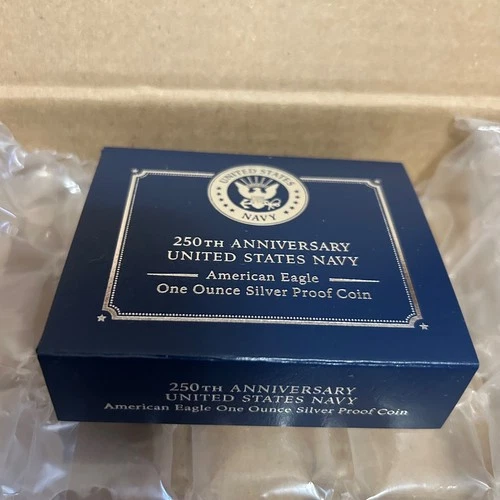 UNITED STATES
NAVY
250TH ANNIVERSARY
UNITED STATES NAVY
American Eagle
One Ounce Silver Proof Coin
250TH ANNIVERSARY
UNITED STATES NAVY
American Eagle One Ounce Silver Proof Coin